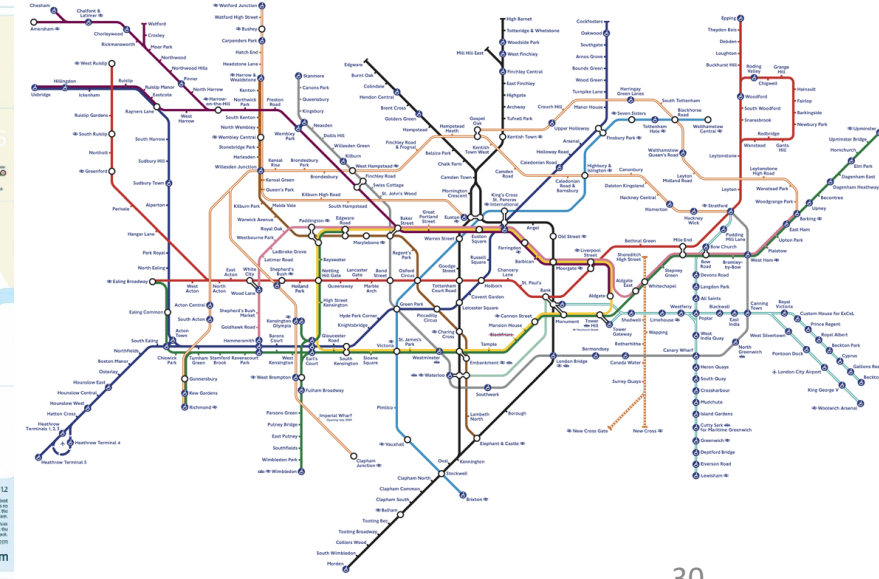 Chesham
Chalfont &
Latimer
Amersham
Chorleywood
Rickmansworth
Watford
Croxley
Moor Park
Northwood
Northwood Hills
Pinner
North Harrow
Harrow-
on-the-Hill
Northwick
Park
Preston
Road
Watford Junction
Watford High Street
Bushey
Carpenders Park
Hatch End
Headstone Lane
Harrow &
Wealdstone
Kenton
South Kenton
North Wembley
Wembley Central
Stonebridge Park
Harlesden
Willesden Junction
Kensal Green
Queen's Park
Kilburn Park
Maida Vale
Warwick Avenue
Royal Oak
Westbourne Park
Ladbroke Grove
Latimer Road
West Ruislip
Hillingdon
Uxbridge
Ickenham
Ruislip
Ruislip Manor
Eastcote
Rayners Lane
West
Harrow
Ruislip Gardens
South Ruislip
Northolt
Greenford
Perivale
Hanger Lane
South Harrow
Sudbury Hill
Sudbury Town
Alperton
Park Royal
North Ealing
Ealing Broadway
Ealing Common
West
Acton
North
Acton
East
Acton
White
City
Shepherd's
Bush
Wood Lane
Shepherd's Bush
Market
Goldhawk Road
Hammersmith
Acton Central
South Acton
Acton
Town
South Ealing
Northfields
Boston Manor
Osterley
Hounslow East
Hounslow Central
Hounslow West
Hatton Cross
Heathrow
Terminals 1, 2, 3
Heathrow Terminal 4
Heathrow Terminal 5
Chiswick
Park
Turnham
Green
Stamford
Brook
Ravenscourt
Park
Gunnersbury
Kew Gardens
Richmond
Stanmore
Canons Park
Queensbury
Kingsbury
Wembley
Park
Neasden
Dollis Hill
Willesden Green
Kilburn
West Hampstead
Finchley Road
Swiss Cottage
St. John's Wood
Kensal
Rise
Brondesbury
Park
Brondesbury
Kilburn High Road
South Hampstead
Finchley Road
& Frognal
Edgware
Burnt Oak
Colindale
Hendon Central
Brent Cross
Golders Green
Hampstead
Hampstead
Heath
Belsize Park
Chalk Farm
Camden Town
Mornington
Crescent
Gospel
Oak
Kentish
Town West
Kentish Town
High Barnet
Totteridge & Whetstone
Woodside Park
West Finchley
Mill Hill East
Finchley Central
East Finchley
Highgate
Archway
Tufnell Park
Crouch Hill
Upper Holloway
Cockfosters
Oakwood
Southgate
Arnos Grove
Bounds Green
Wood Green
Turnpike Lane
Manor House
Harringay
Green Lanes
South Tottenham
Blackhorse
Road
Seven Sisters
Tottenham
Hale
Walthamstow
Central
Finsbury Park
Arsenal
Holloway Road
Caledonian Road
Highbury &
Islington
Caledonian
Road &
Barnsbury
Camden
Road
Canonbury
Dalston Kingsland
Hackney Central
Homerton
Hackney
Wick
Walthamstow
Queen's Road
Leyton
Midland Road
Leytonstone
High Road
Wanstead Park
Woodgrange Park
Epping
Theydon Bois
Debden
Loughton
Buckhurst Hill
Roding
Valley
Chigwell
Grange
Hill
Hainault
Fairlop
Barkingside
Newbury Park
Woodford
South Woodford
Snaresbrook
Redbridge
Wanstead
Gants
Hill
Leytonstone
Leyton
Stratford
Upminster
Upminster Bridge
Hornchurch
Elm Park
Dagenham East
Dagenham Heathway
Becontree
Upney
Barking
East Ham
Upton Park
Plaistow
West Ham
Pudding
Mill Lane
Bow Church
Bow
Road
Bromley-
by-Bow
Mile End
Bethnal Green
Stepney
Green
Whitechapel
Shoreditch
High Street
Liverpool
Street
Moorgate
Old Street
Angel
King's Cross
St. Pancras
International
Euston
Euston
Square
Warren Street
Great
Portland
Street
Baker
Street
Marylebone
Edgware
Road
Paddington
Bayswater
Notting
Hill Gate
Queensway
Lancaster
Gate
Marble
Arch
Bond
Street
Oxford
Circus
Regent's
Park
Goodge
Street
Russell
Square
Tottenham
Court Road
Holborn
Chancery
Lane
St. Paul's
Bank
Farringdon
Barbican
Aldgate
East
Aldgate
Monument
Tower
Hill
Tower
Gateway
Cannon Street
Mansion House
Blackfriars
Temple
Embankment
Covent Garden
Leicester Square
Piccadilly
Circus
Charing
Cross
Green Park
Hyde Park Corner
Knightsbridge
High Street
Kensington
Holland
Park
Kensington
Olympia
Barons
Court
West
Kensington
Earl's
Court
Gloucester
Road
South
Kensington
Sloane
Square
Victoria
St. James's
Park
Westminster
Waterloo
Southwark
West Brompton
Fulham Broadway
Parsons Green
Putney Bridge
East Putney
Southfields
Wimbledon Park
Wimbledon
Imperial Wharf
Clapham
Junction
Pimlico
Vauxhall
Stockwell
Brixton
Lambeth
North
Borough
Elephant & Castle
Kennington
Oval
Clapham North
Clapham Common
Clapham South
Balham
Tooting Bec
Tooting Broadway
Colliers Wood
South Wimbledon
Morden
London Bridge
Bermondsey
Canada Water
Rotherhithe
Wapping
Surrey Quays
New Cross Gate
New Cross
Shadwell
Limehouse
Westferry
Poplar
Blackwall
East
India
Canning
Town
Devons Road
Langdon Park
All Saints
West
India
Quay
Canary Wharf
Heron Quays
South Quay
Crossharbour
Mudchute
Island Gardens
Cutty Sark
for Maritime Greenwich
Greenwich
Deptford Bridge
Elverson Road
Lewisham
North
Greenwich
Royal
Victoria
Custom House for ExCeL
Prince Regent
Royal Albert
Beckton Park
Cyprus
Gallions Rea
Beckton
West Silvertown
Pontoon Dock
London City Airport
King George V
Woolwich Arsenal
30